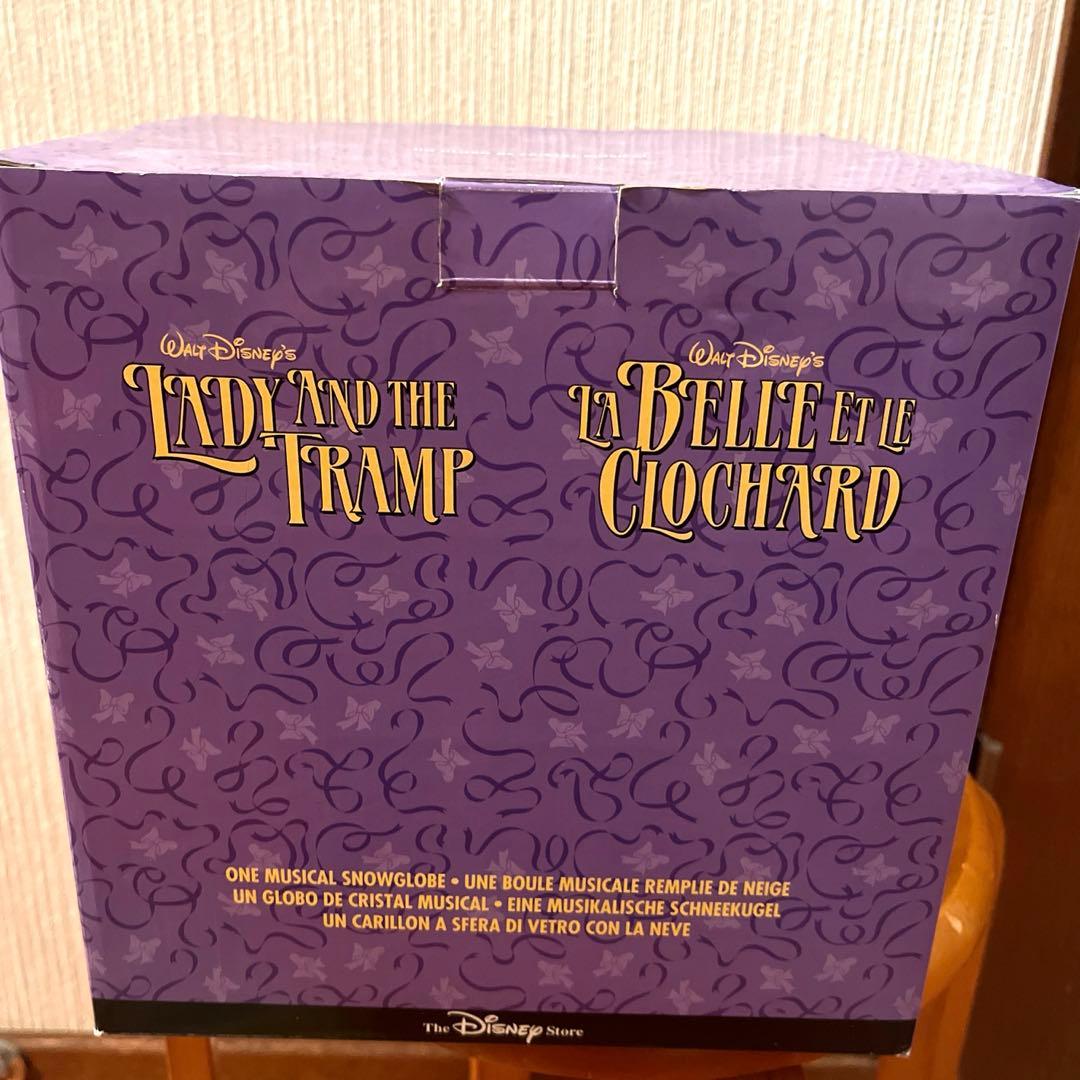 WALT DISNEY'S
LADY AND THE
TRAMP
WALT DISNEY'S
LA BELLE ET LE
CLOCHARD
ONE MUSICAL SNOWGLOBE • UNE BOULE MUSICALE REMPLIE DE NEIGE
UN GLOBO DE CRISTAL MUSICAL • EINE MUSIKALISCHE SCHNEEKUGEL
UN CARILLON A SFERA DI VETRO CON LA NEVE
The Disney Store